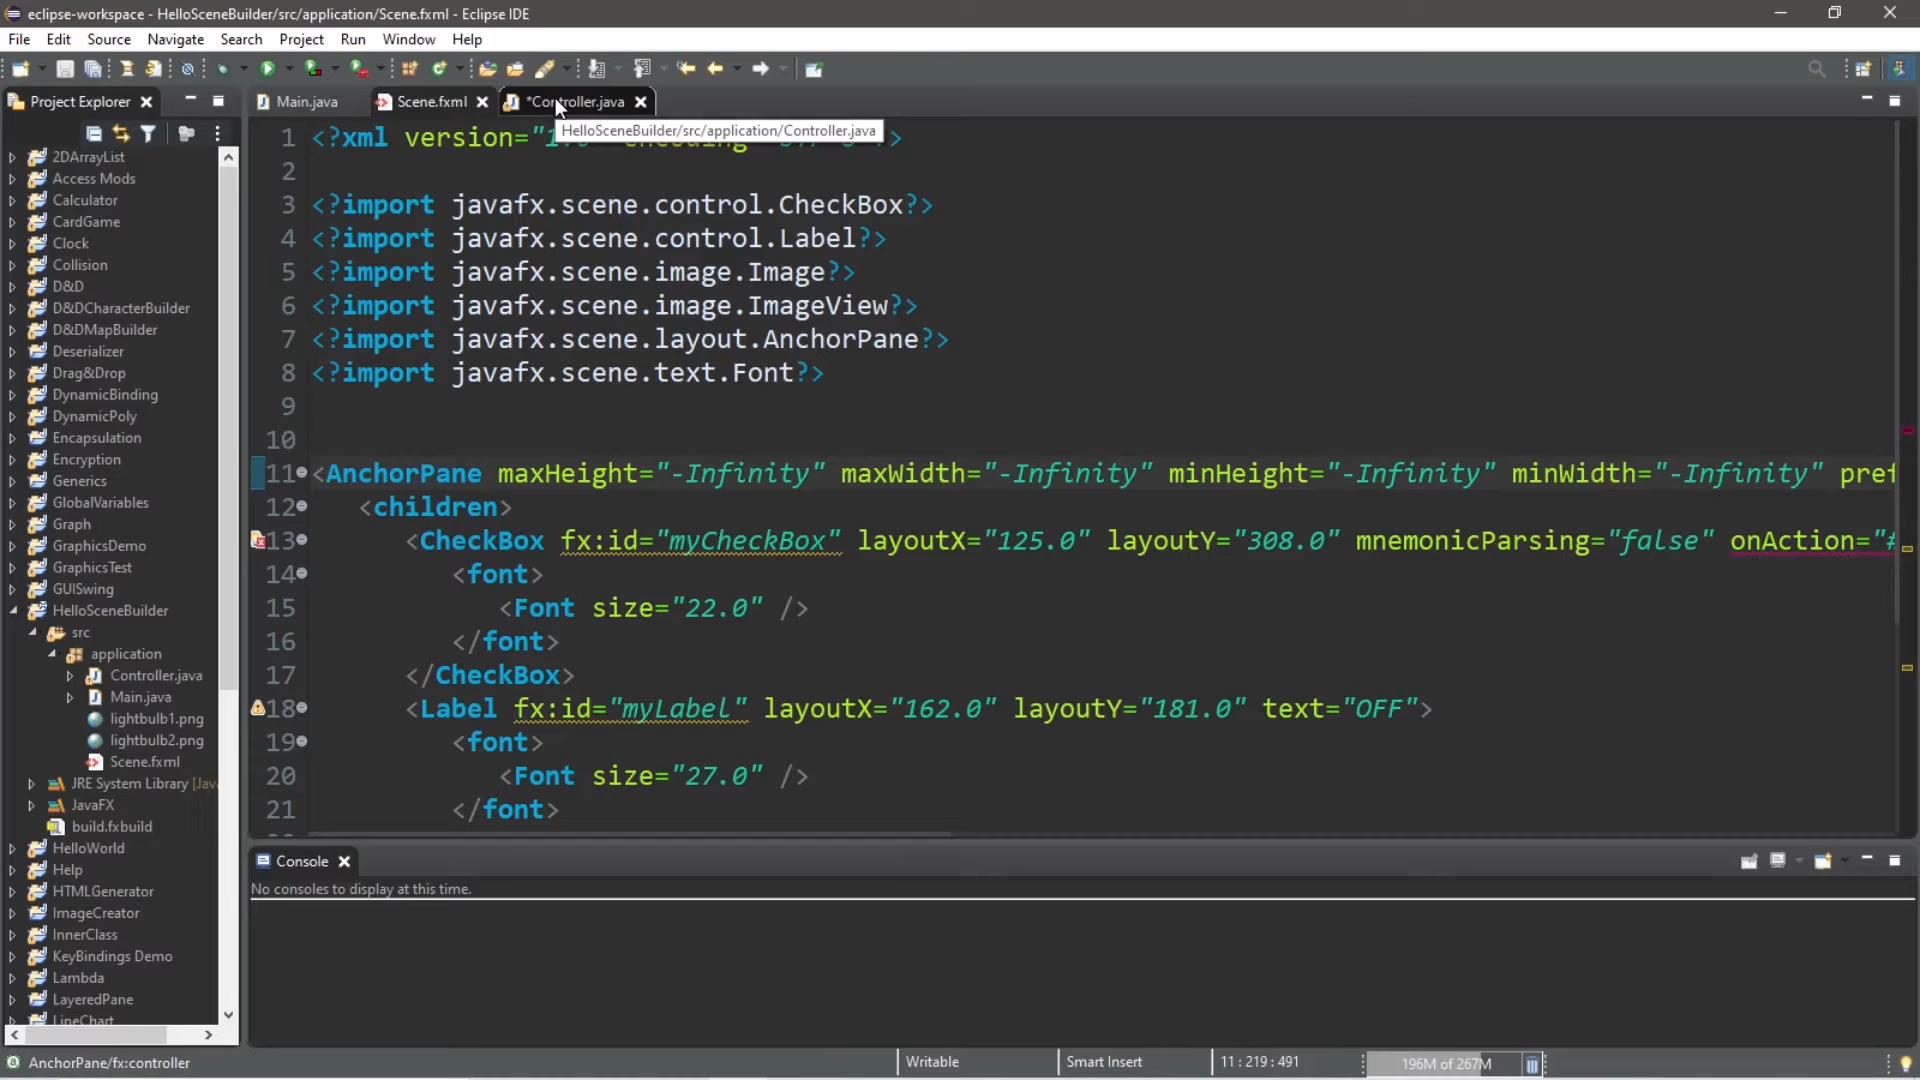 eclipse-workspace - HelloSceneBuilder/src/application/Scene.fxml - Eclipse IDE
File Edit Source Navigate Search Project Run Window Help
Project Explorer
Main.java
Scene.fxml
*Controller.java
HelloSceneBuilder/src/application/Controller.java
2DArrayList
Access Mods
Calculator
CardGame
Clock
Collision
D&D
D&DCharacterBuilder
D&DMapBuilder
Deserializer
Drag&Drop
DynamicBinding
DynamicPoly
Encapsulation
Encryption
Generics
GlobalVariables
Graph
GraphicsDemo
GraphicsTest
GUISwing
HelloSceneBuilder
src
application
Controller.java
Main.java
lightbulb1.png
lightbulb2.png
Scene.fxml
JRE System Library [Jav
JavaFX
build.fxbuild
HelloWorld
Help
HTMLGenerator
ImageCreator
InnerClass
KeyBindings Demo
Lambda
LayeredPane
LineChart
1 <?xml version="1.0" encoding="UTF-8"?>
2
3 <?import javafx.scene.control.CheckBox?>
4 <?import javafx.scene.control.Label?>
5 <?import javafx.scene.image.Image?>
6 <?import javafx.scene.image.ImageView?>
7 <?import javafx.scene.layout.AnchorPane?>
8 <?import javafx.scene.text.Font?>
9
10
11 <AnchorPane maxHeight="-Infinity" maxWidth="-Infinity" minHeight="-Infinity" minWidth="-Infinity" pref
12 <children>
13 <CheckBox fx:id="myCheckBox" layoutX="125.0" layoutY="308.0" mnemonicParsing="false" onAction="#
14 <font>
15 <Font size="22.0" />
16 </font>
17 </CheckBox>
18 <Label fx:id="myLabel" layoutX="162.0" layoutY="181.0" text="OFF">
19 <font>
20 <Font size="27.0" />
21 </font>
Console
No consoles to display at this time.
AnchorPane/fx:controller
Writable
Smart Insert
11 : 219 : 491
196M of 267M